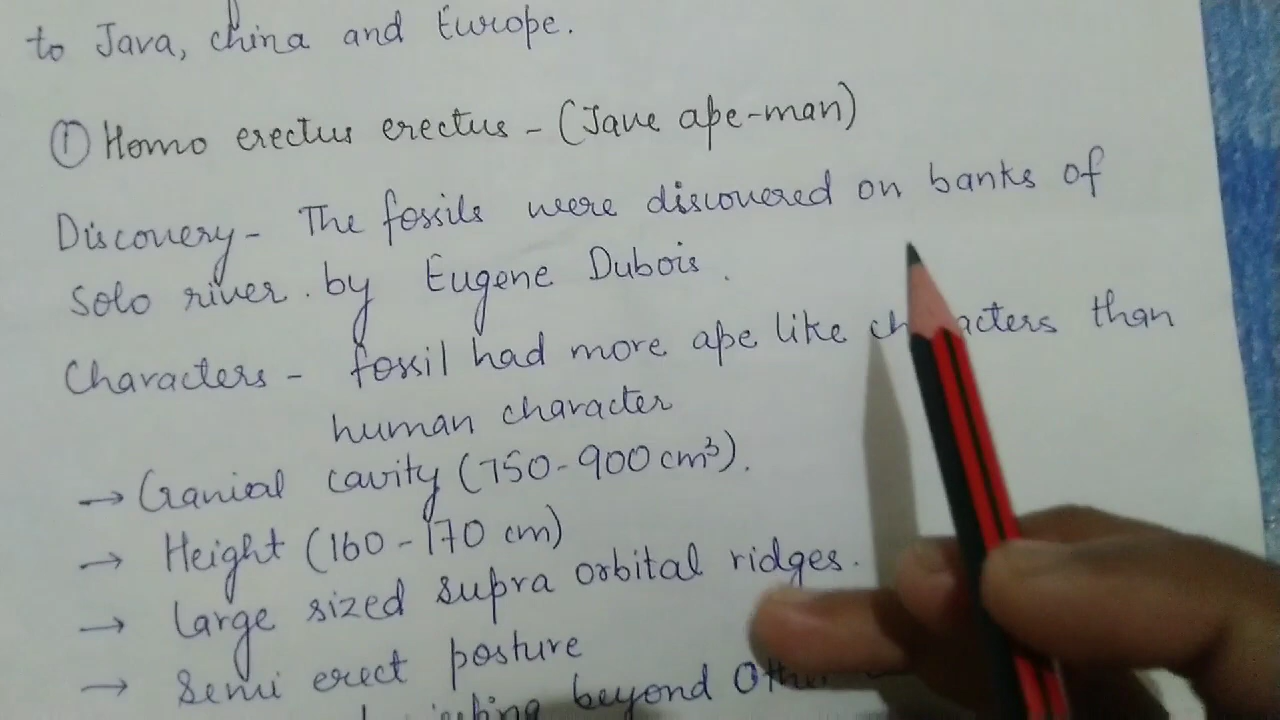 to Java, china and Europe.
① Homo erectus erectus - (Jave ape-man)
Discovery - The fossils were discovered on banks of
Solo river. by Eugene Dubois.
Characters - fossil had more ape like characters than
human character
→ Cranial cavity (750-900 cm³).
→ Height (160-170 cm)
→ Large sized supra orbital ridges.
→ Semi erect posture
beyond